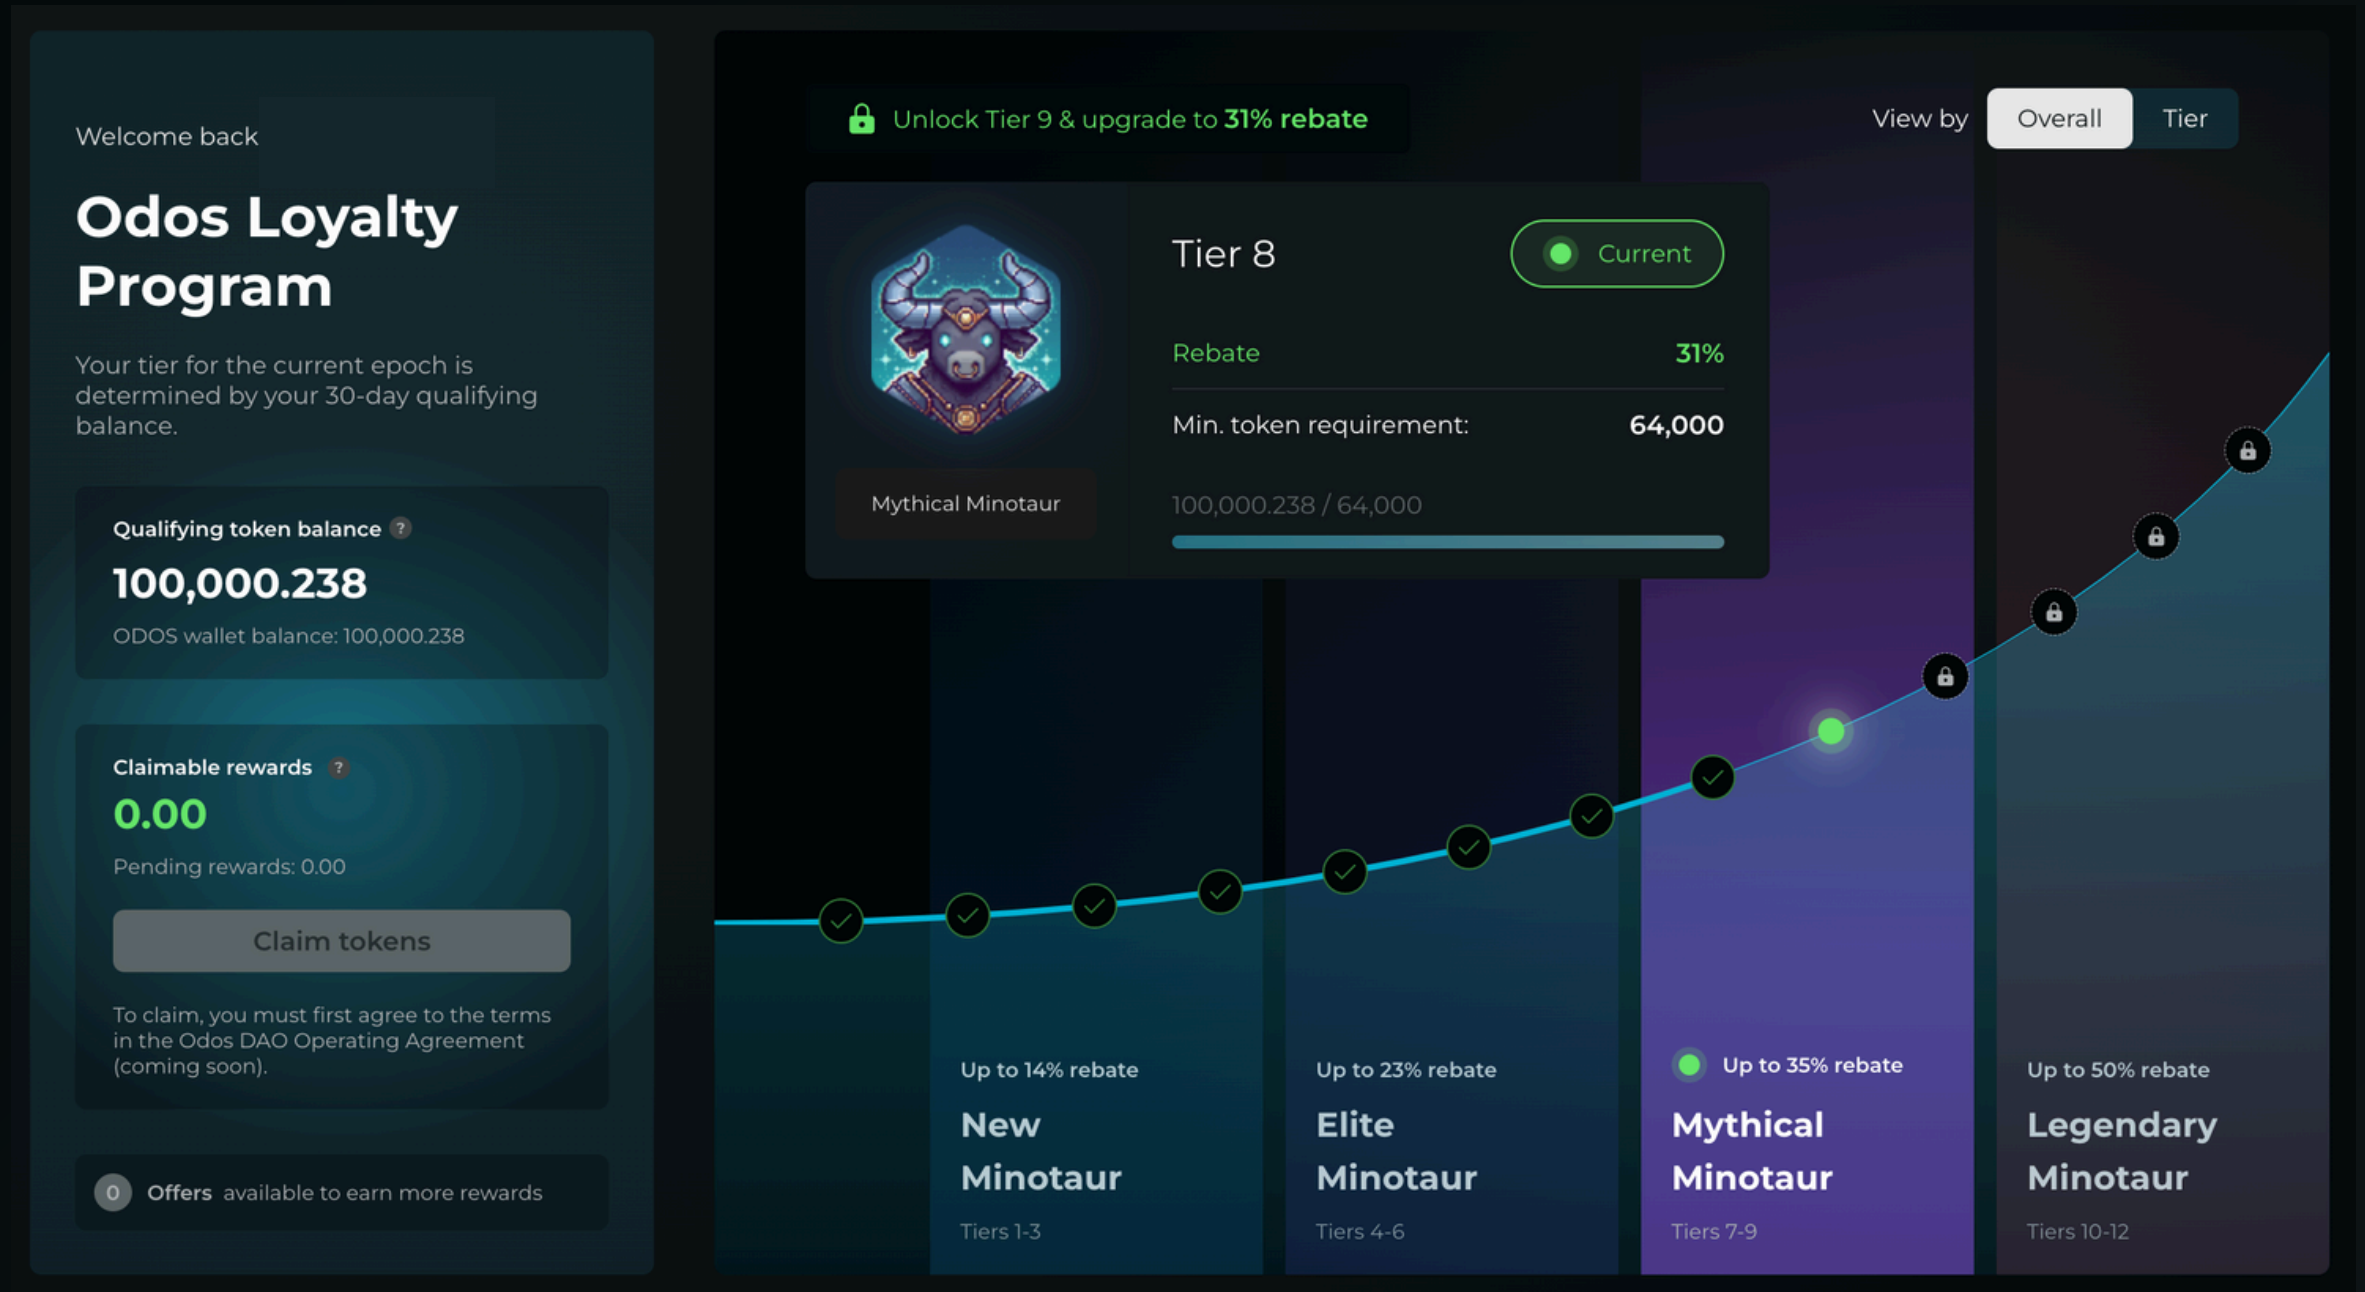 Welcome back
Odos Loyalty
Program
Your tier for the current epoch is
determined by your 30-day qualifying
balance.
Qualifying token balance ?
100,000.238
ODOS wallet balance: 100,000.238
Claimable rewards ?
0.00
Pending rewards: 0.00
Claim tokens
To claim, you must first agree to the terms
in the Odos DAO Operating Agreement
(coming soon).
0 Offers available to earn more rewards
Unlock Tier 9 & upgrade to 31% rebate
View by Overall Tier
Tier 8
Current
Rebate 31%
Min. token requirement: 64,000
Mythical Minotaur
100,000.238 / 64,000
Up to 14% rebate
New
Minotaur
Tiers 1-3
Up to 23% rebate
Elite
Minotaur
Tiers 4-6
Up to 35% rebate
Mythical
Minotaur
Tiers 7-9
Up to 50% rebate
Legendary
Minotaur
Tiers 10-12